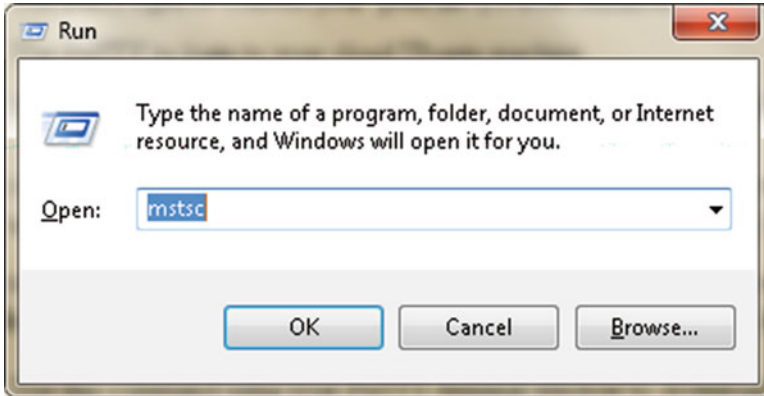 Run
Type the name of a program, folder, document, or Internet
resource, and Windows will open it for you.
Open:
mstsc
OK
Cancel
Browse...